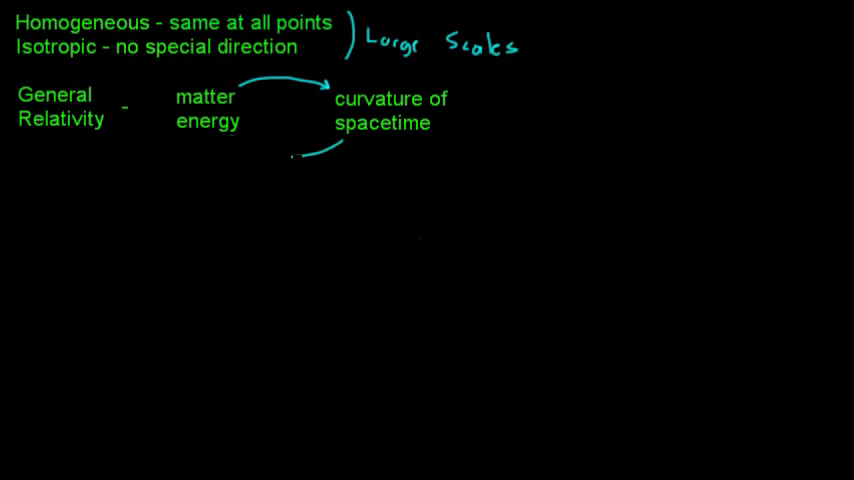 Homogeneous - same at all points
Isotropic - no special direction
) Large Scales
General Relativity - matter energy curvature of spacetime